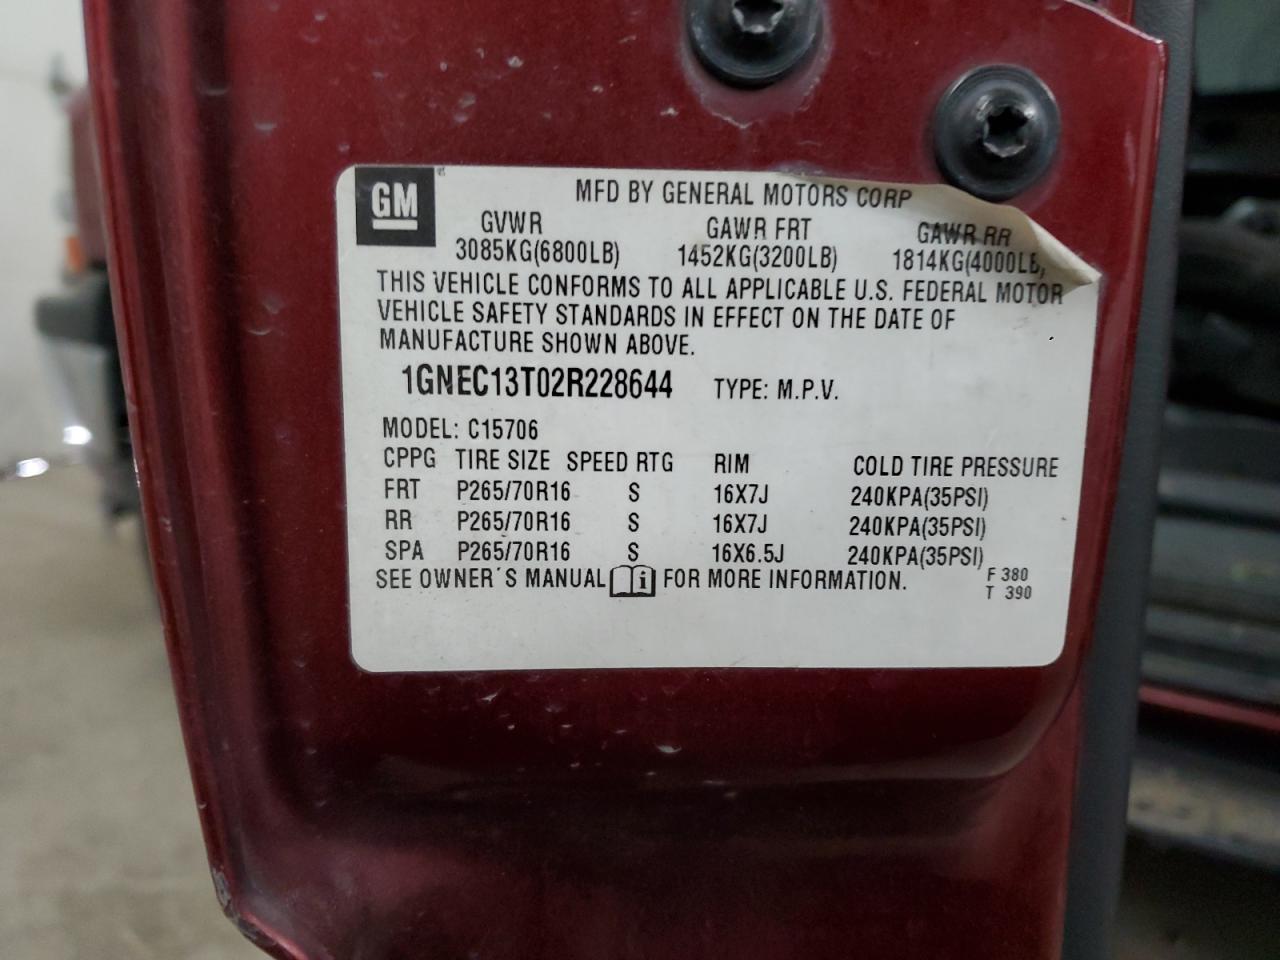 GM
MFD BY GENERAL MOTORS CORP
GVWR GAWR FRT GAWR RR
3085KG(6800LB) 1452KG(3200LB) 1814KG(4000LB)
THIS VEHICLE CONFORMS TO ALL APPLICABLE U.S. FEDERAL MOTOR
VEHICLE SAFETY STANDARDS IN EFFECT ON THE DATE OF
MANUFACTURE SHOWN ABOVE.
1GNEC13T02R228644 TYPE: M.P.V.
MODEL: C15706
CPPG TIRE SIZE SPEED RTG RIM COLD TIRE PRESSURE
FRT P265/70R16 S 16X7J 240KPA(35PSI)
RR P265/70R16 S 16X7J 240KPA(35PSI)
SPA P265/70R16 S 16X6.5J 240KPA(35PSI)
SEE OWNER'S MANUAL FOR MORE INFORMATION.
F 380
T 390